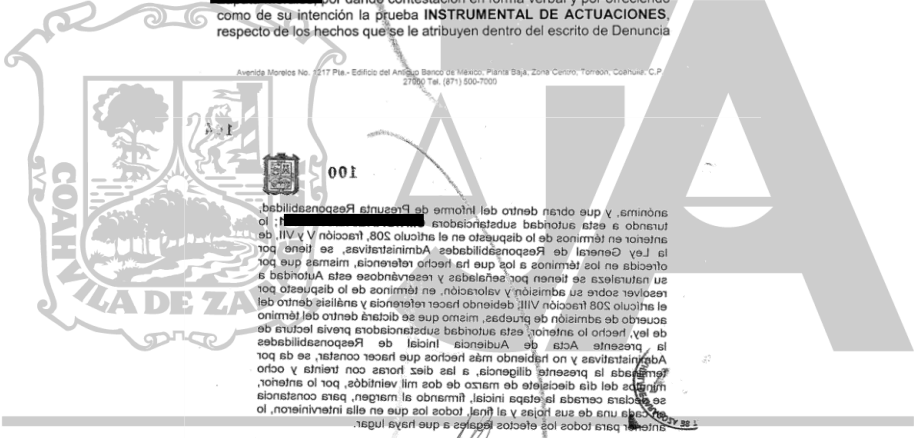 por dando contestación en forma verbal y por ofreciendo
como de su intención la prueba INSTRUMENTAL DE ACTUACIONES,
respecto de los hechos que se le atribuyen dentro del escrito de Denuncia
Avenida Morelos No. 1217 Pte.- Edificio del Antiguo Banco de México, Planta Baja, Zona Centro, Torreón, Coahuila. C.P.
27000 Tel. (871) 500-7000
100
anónima, y que obran dentro del Informe de Presunta Responsabilidad,
turando a esta autoridad substanciadora 1; lo
anterior en términos de lo dispuesto en el artículo 208, fracción V y VII, de
la Ley General de Responsabilidades Administrativas, se tiene por
ofrecida en los términos a los que ha hecho referencia, mismas que por
su naturaleza se tienen por señaladas y reservándose esta Autoridad a
resolver sobre su admisión y valoración, en términos de lo dispuesto por
el artículo 208 fracción VIII, debiendo hacer referencia y análisis dentro del
acuerdo de admisión de pruebas, mismo que se dictará dentro del término
de ley, hecho lo anterior, esta autoridad substanciadora previa lectura de
la presente Acta de Audiencia Inicial de Responsabilidades
Administrativas y no habiendo más hechos que hacer constar, se da por
terminada la presente diligencia, a las diez horas con treinta y ocho
minutos del día diecisiete de marzo de dos mil veintidós, por lo anterior,
se declara cerrada la etapa inicial, firmando al margen, para constancia
en cada una de sus hojas y al final, todos los que en ella intervinieron, lo
anterior para todos los efectos legales a que haya lugar.
COAHUILA DE ZA